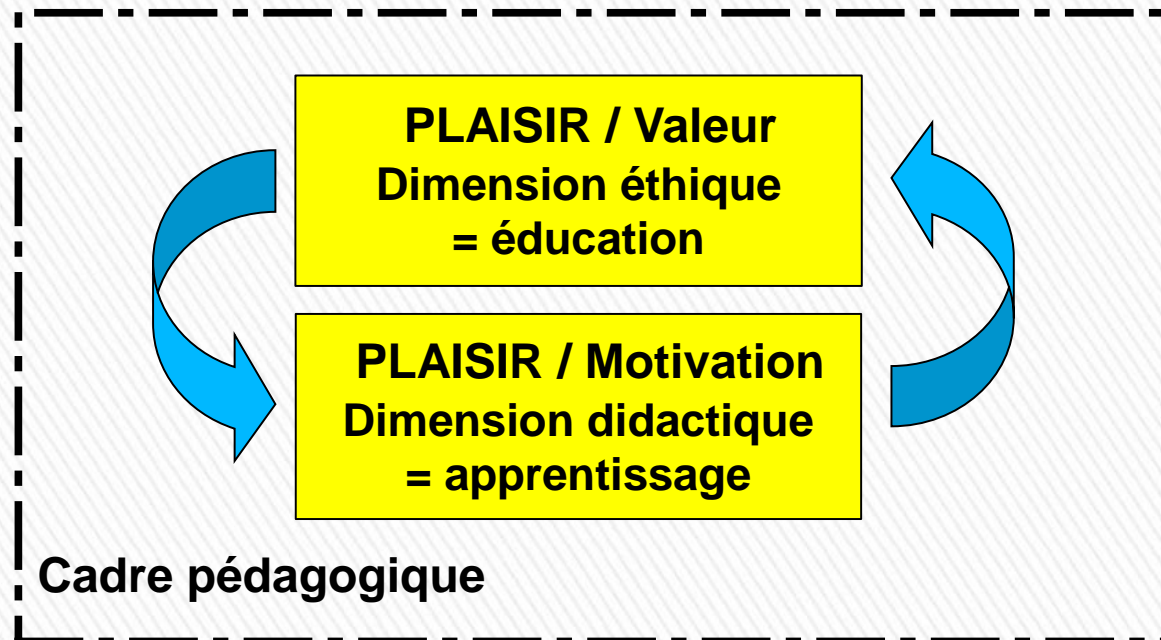 PLAISIR / Valeur
Dimension éthique
= éducation
PLAISIR / Motivation
Dimension didactique
= apprentissage
Cadre pédagogique